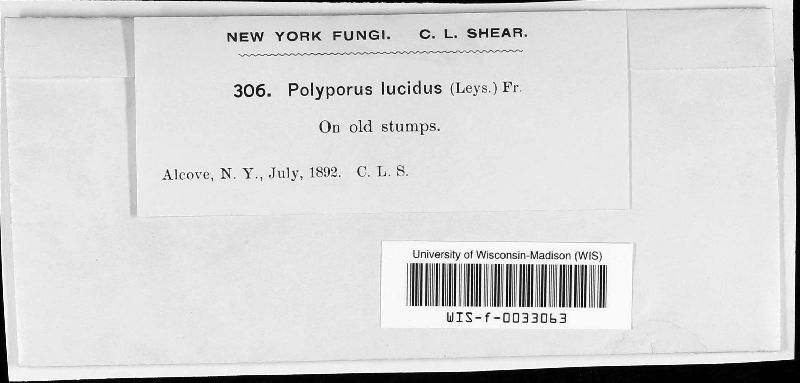 NEW YORK FUNGI. C. L. SHEAR.
306. Polyporus lucidus (Leys.) Fr.
On old stumps.
Alcove, N. Y., July, 1892. C. L. S.
University of Wisconsin-Madison (WIS)
WIS-f-0033063